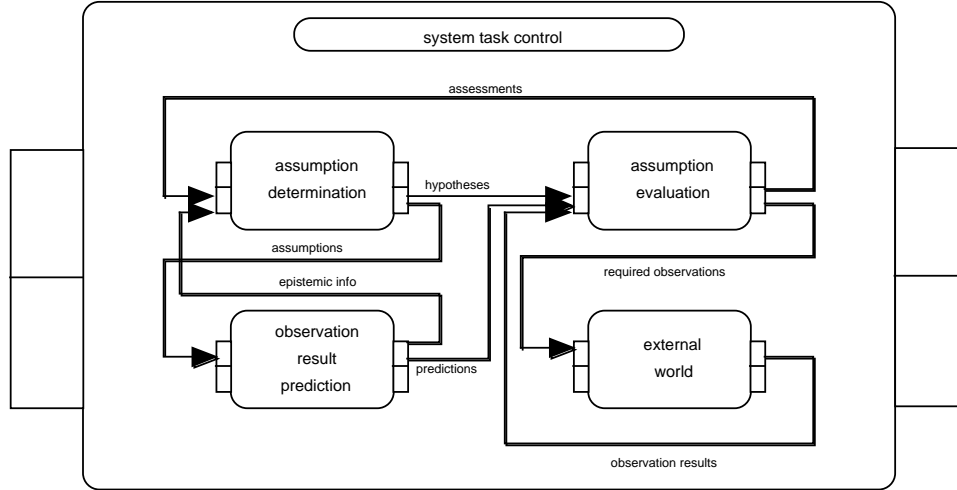 system task control
assessments
assumption
determination
hypotheses
assumption
evaluation
assumptions
epistemic info
required observations
observation
result
prediction
predictions
external
world
observation results